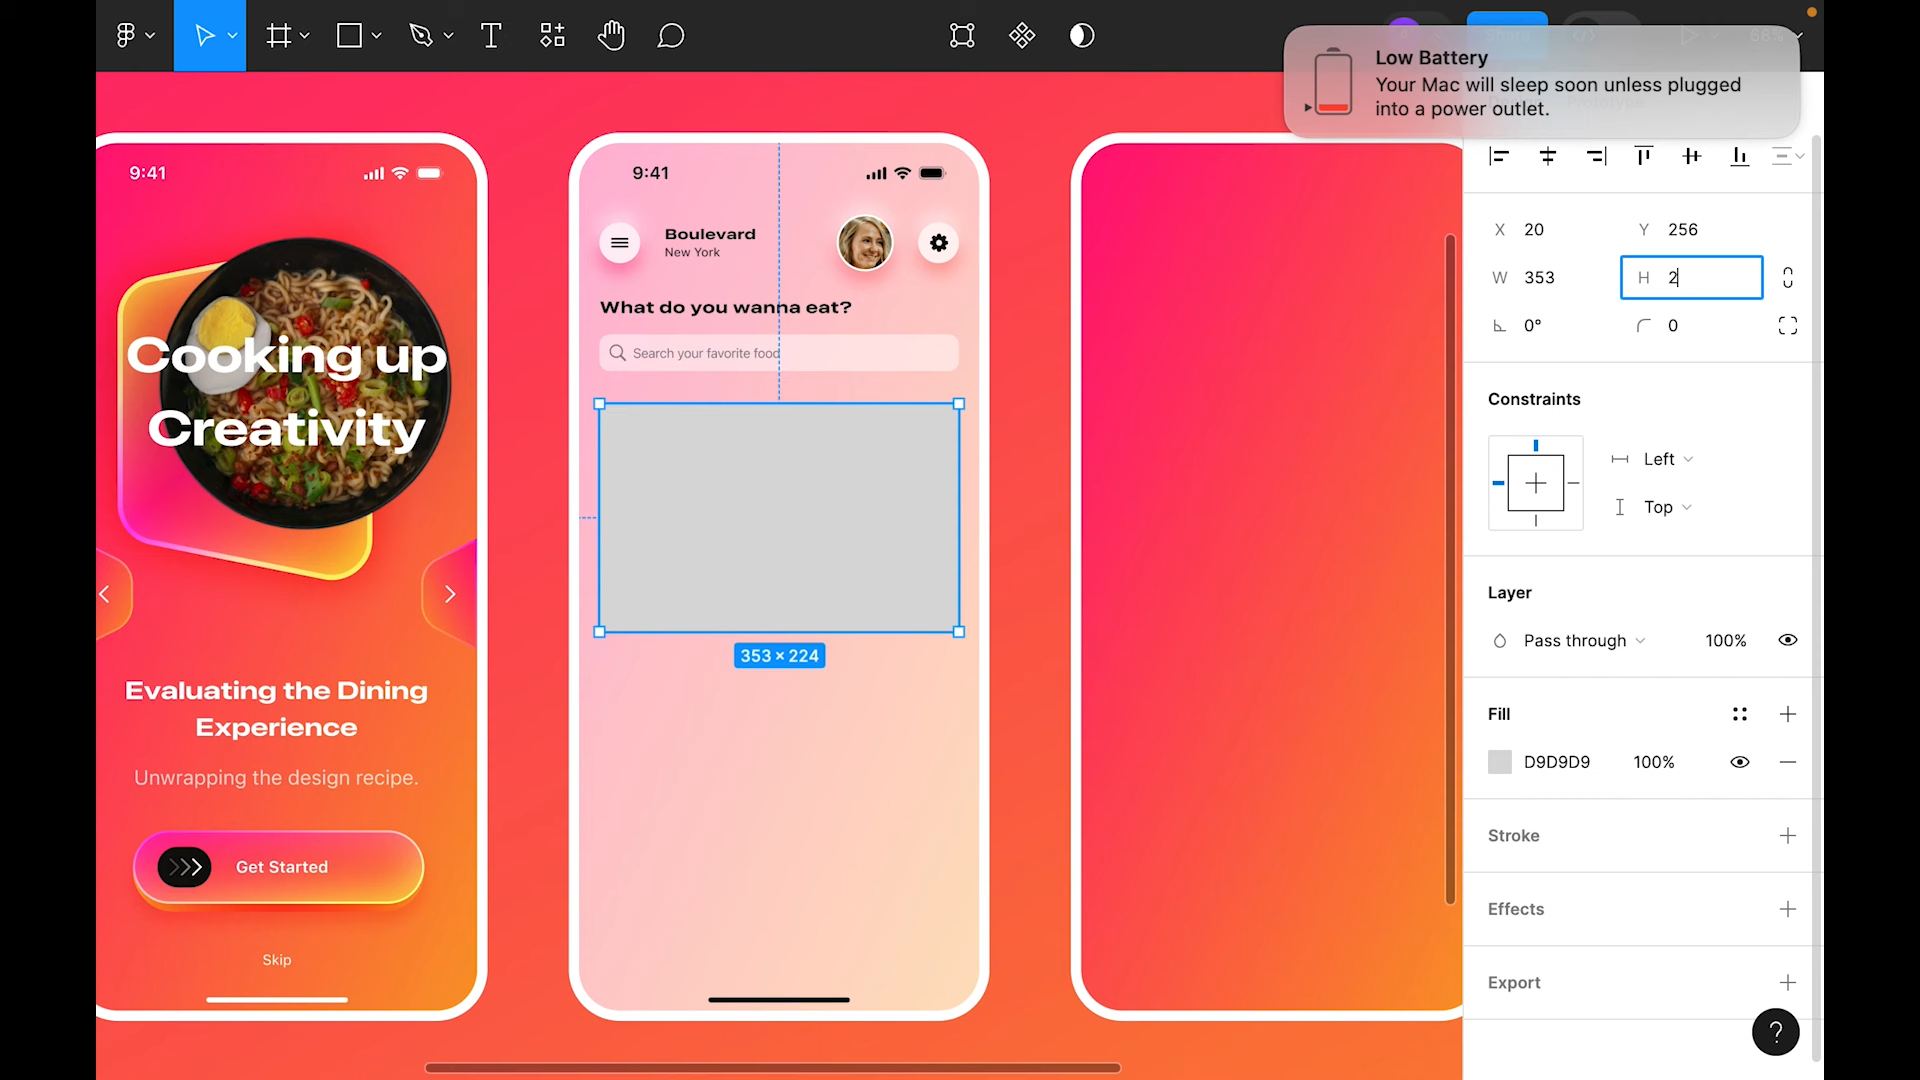 Low Battery
Your Mac will sleep soon unless plugged
into a power outlet.
9:41
Cooking up
Creativity
Evaluating the Dining
Experience
Unwrapping the design recipe.
Get Started
Skip
9:41
Boulevard
New York
What do you wanna eat?
Search your favorite food
353 × 224
X 20
Y 256
W 353
H 2
0°
0
Constraints
Left
Top
Layer
Pass through
100%
Fill
D9D9D9
100%
Stroke
Effects
Export
?